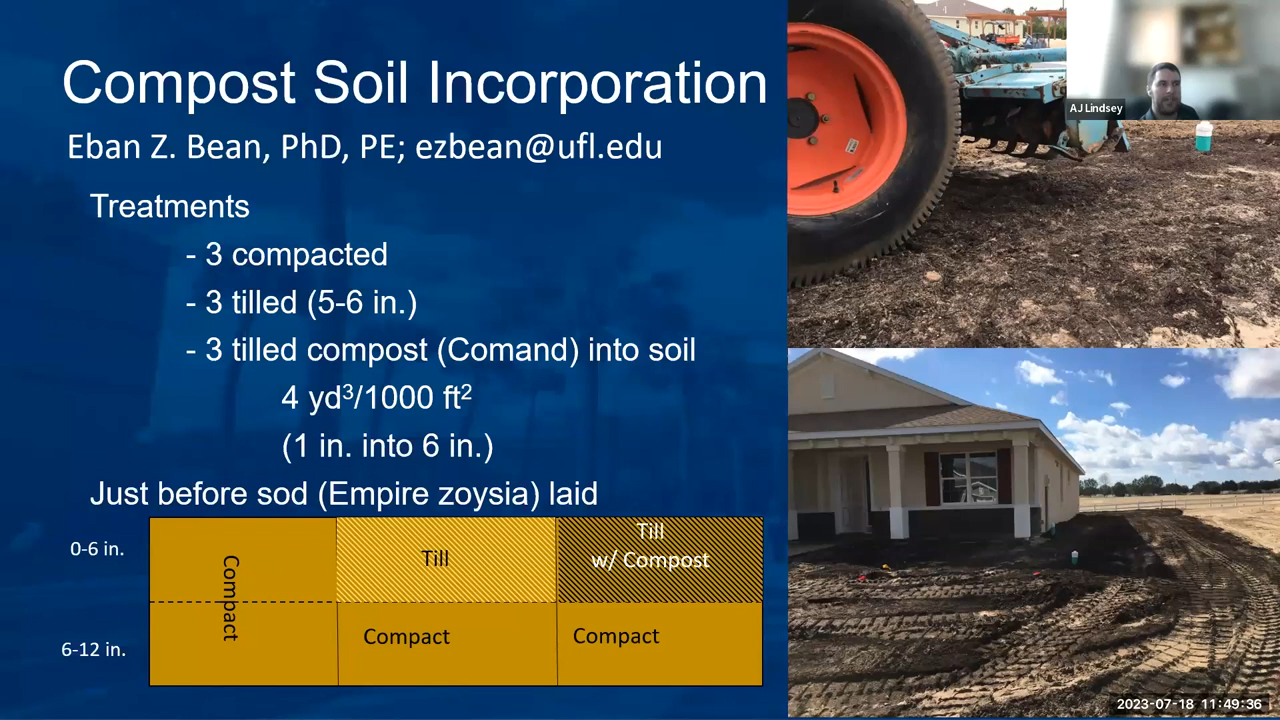 Compost Soil Incorporation
Eban Z. Bean, PhD, PE; ezbean@ufl.edu
Treatments
- 3 compacted
- 3 tilled (5-6 in.)
- 3 tilled compost (Comand) into soil
4 yd³/1000 ft²
(1 in. into 6 in.)
Just before sod (Empire zoysia) laid
0-6 in.
6-12 in.
Compact
Till
Till
w/ Compost
Compact
Compact
AJ Lindsey
2023-07-18 11:49:36